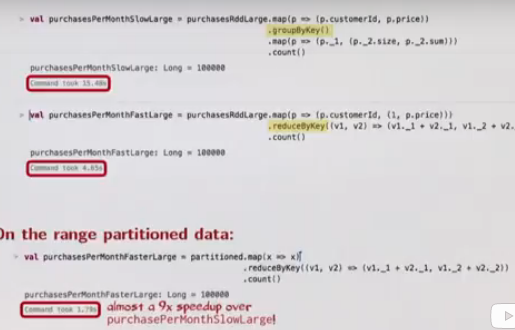 > val purchasesPerMonthSlowLarge = purchasesRddLarge.map(p => (p.customerId, p.price))
.groupByKey()
.map(p => (p._1, (p._2.size, p._2.sum)))
.count()
purchasesPerMonthSlowLarge: Long = 100000
Command took 15.48s
> val purchasesPerMonthFastLarge = purchasesRddLarge.map(p => (p.customerId, (1, p.price)))
.reduceByKey((v1, v2) => (v1._1 + v2._1, v1._2 + v2.
.count()
purchasesPerMonthFastLarge: Long = 100000
Command took 4.65s
On the range partitioned data:
> val purchasesPerMonthFasterLarge = partitioned.map(x => x)
.reduceByKey((v1, v2) => (v1._1 + v2._1, v1._2 + v2._2))
.count()
purchasesPerMonthFasterLarge: Long = 100000
Command took 1.79s almost a 9x speedup over
purchasePerMonthSlowLarge!